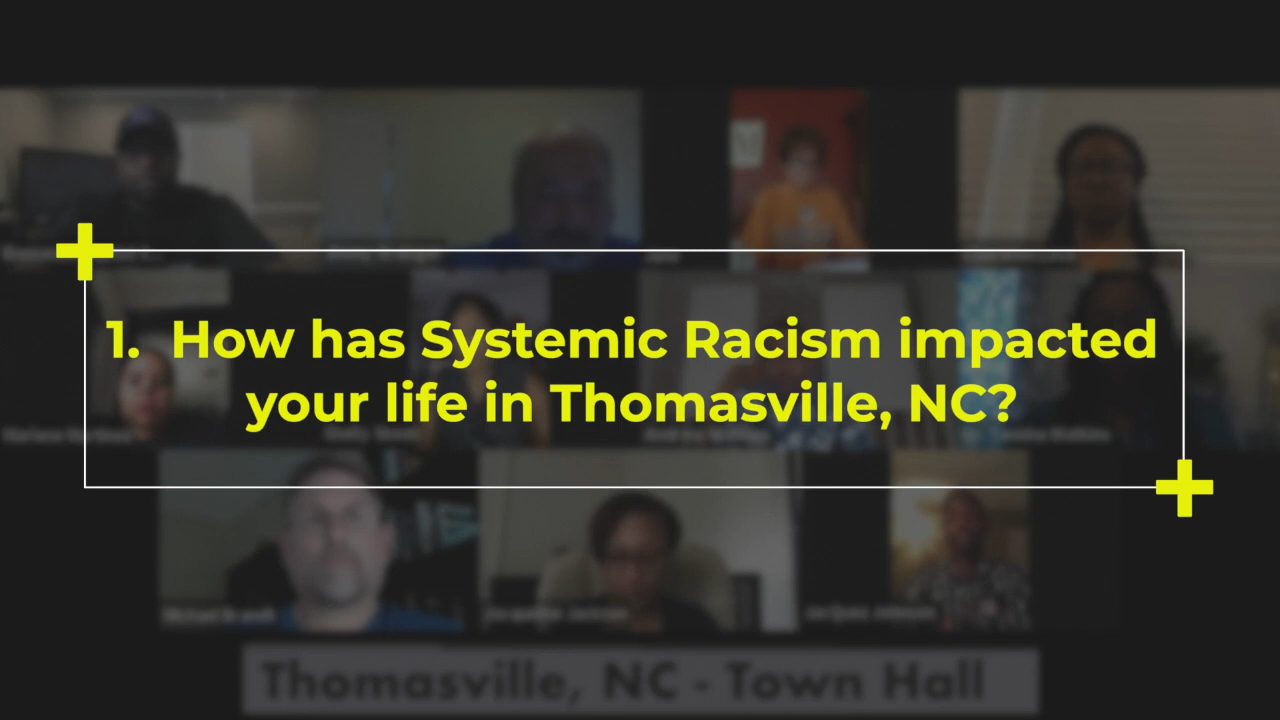 1. How has Systemic Racism impacted
your life in Thomasville, NC?
Thomasville, NC - Town Hall